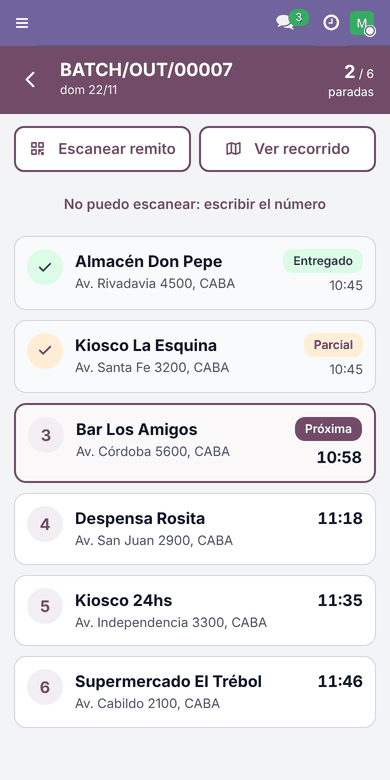 3
M
BATCH/OUT/00007
2 / 6
dom 22/11
paradas
Escanear remito
Ver recorrido
No puedo escanear: escribir el número
Almacén Don Pepe
Entregado
Av. Rivadavia 4500, CABA
10:45
Kiosco La Esquina
Parcial
Av. Santa Fe 3200, CABA
10:45
3
Bar Los Amigos
Próxima
Av. Córdoba 5600, CABA
10:58
4
Despensa Rosita
11:18
Av. San Juan 2900, CABA
5
Kiosco 24hs
11:35
Av. Independencia 3300, CABA
6
Supermercado El Trébol
11:46
Av. Cabildo 2100, CABA